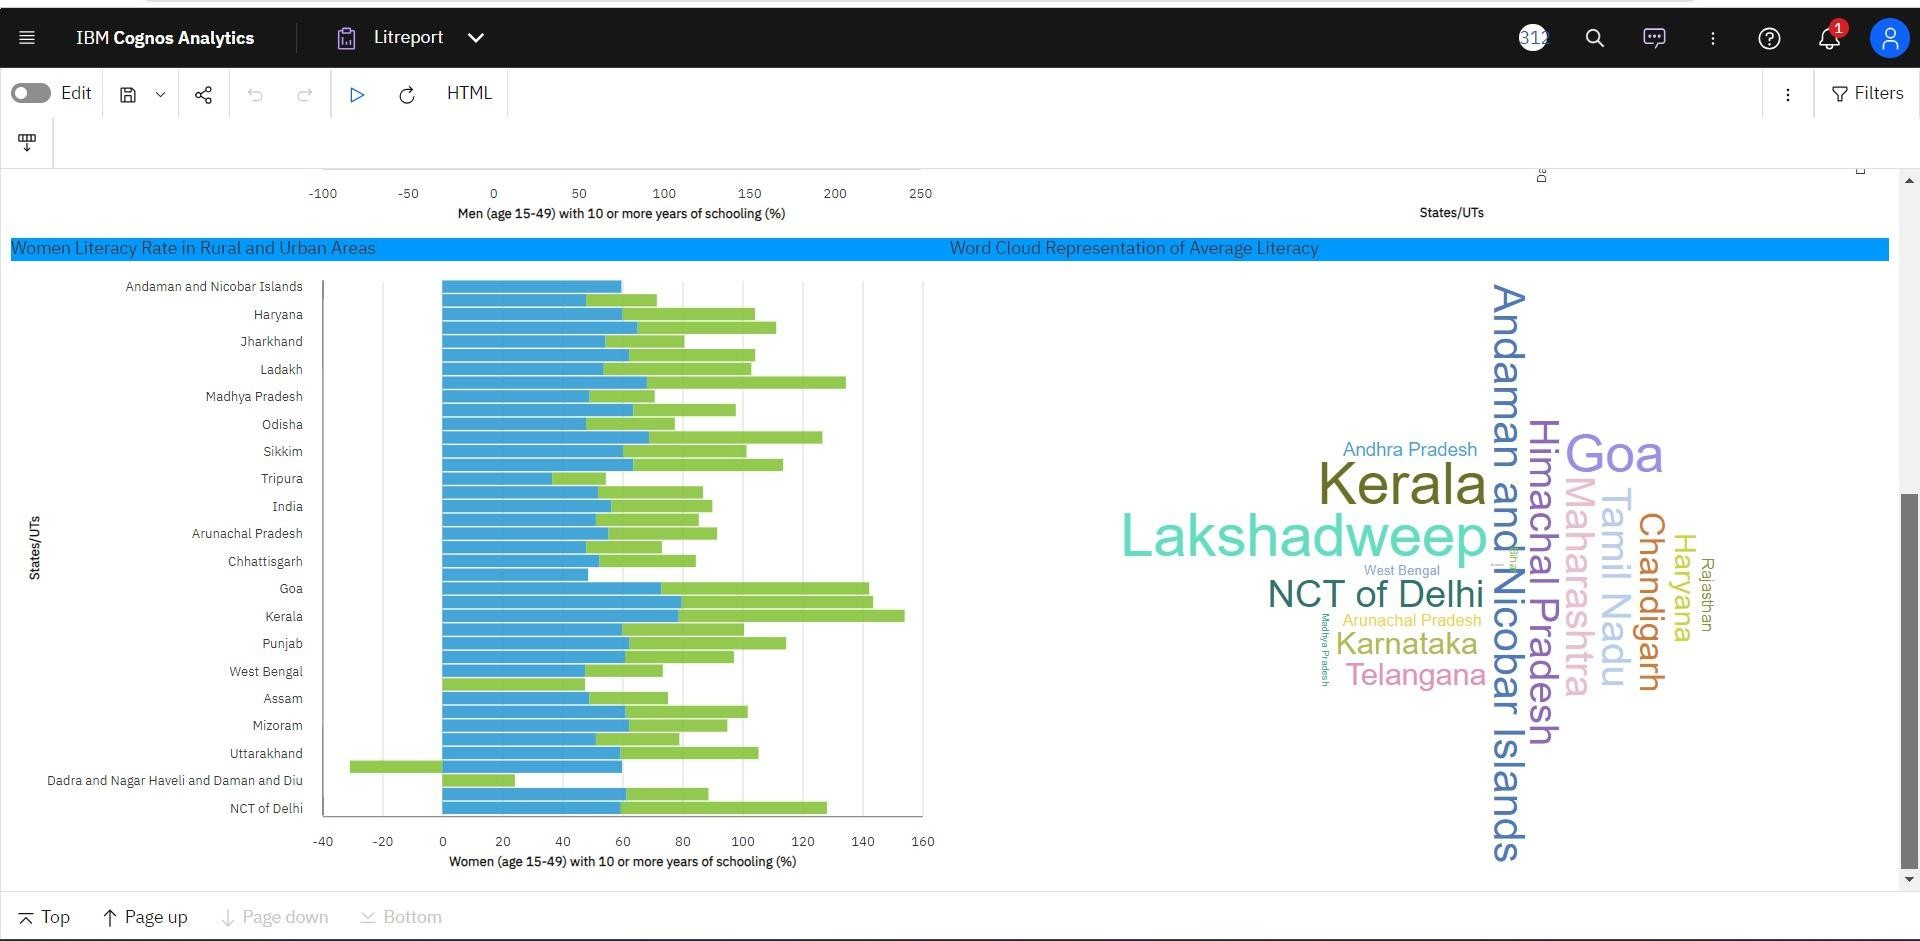 IBM Cognos Analytics
Litreport
312
1
Edit
HTML
Filters
-100 -50 0 50 100 150 200 250
Men (age 15-49) with 10 or more years of schooling (%)
States/UTs
Women Literacy Rate in Rural and Urban Areas
Word Cloud Representation of Average Literacy
States/UTs
Andaman and Nicobar Islands
Haryana
Jharkhand
Ladakh
Madhya Pradesh
Odisha
Sikkim
Tripura
India
Arunachal Pradesh
Chhattisgarh
Goa
Kerala
Punjab
West Bengal
Assam
Mizoram
Uttarakhand
Dadra and Nagar Haveli and Daman and Diu
NCT of Delhi
-40 -20 0 20 40 60 80 100 120 140 160
Women (age 15-49) with 10 or more years of schooling (%)
Andhra Pradesh
Kerala
Lakshadweep
West Bengal
NCT of Delhi
Arunachal Pradesh
Madhya Pradesh
Karnataka
Telangana
Andaman and Nicobar Islands
Bihar
Himachal Pradesh
Goa
Maharashtra
Tamil Nadu
Chandigarh
Haryana
Rajasthan
Top
Page up
Page down
Bottom